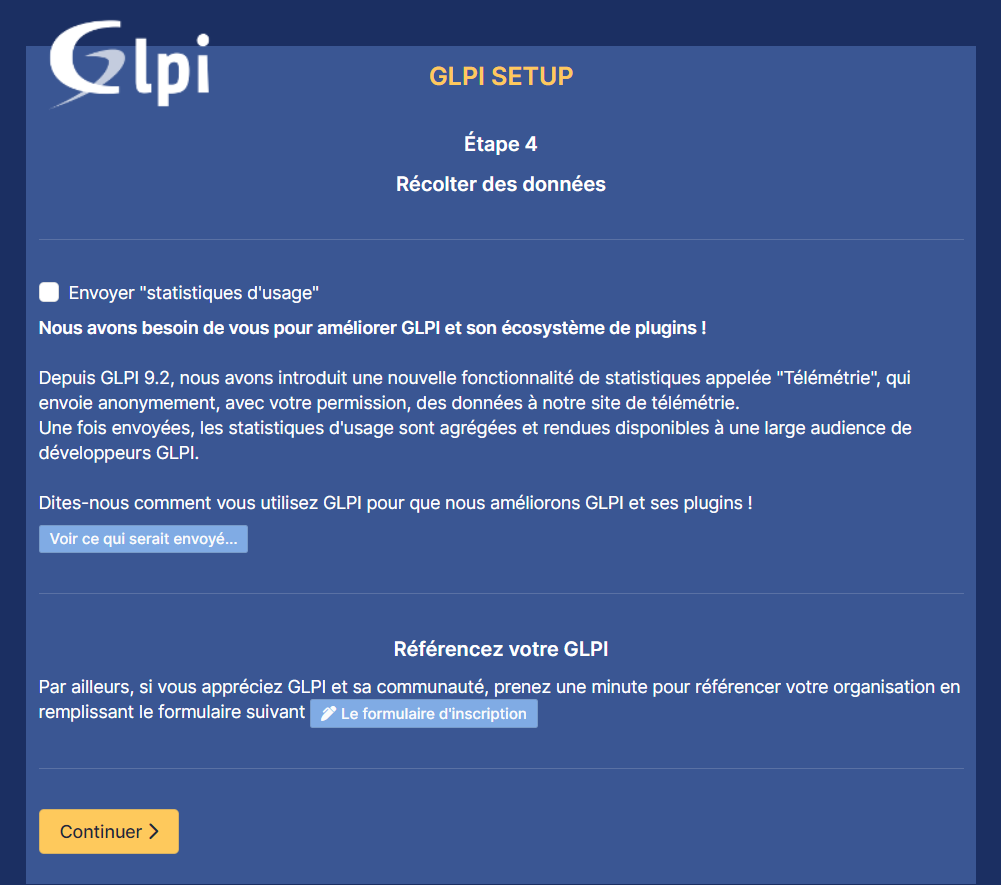 Glpi
GLPI SETUP
Étape 4
Récolter des données
Envoyer "statistiques d'usage"
Nous avons besoin de vous pour améliorer GLPI et son écosystème de plugins !
Depuis GLPI 9.2, nous avons introduit une nouvelle fonctionnalité de statistiques appelée "Télémétrie", qui
envoie anonymement, avec votre permission, des données à notre site de télémétrie.
Une fois envoyées, les statistiques d'usage sont agrégées et rendues disponibles à une large audience de
développeurs GLPI.
Dites-nous comment vous utilisez GLPI pour que nous améliorons GLPI et ses plugins !
Voir ce qui serait envoyé...
Référencez votre GLPI
Par ailleurs, si vous appréciez GLPI et sa communauté, prenez une minute pour référencer votre organisation en
remplissant le formulaire suivant Le formulaire d'inscription
Continuer